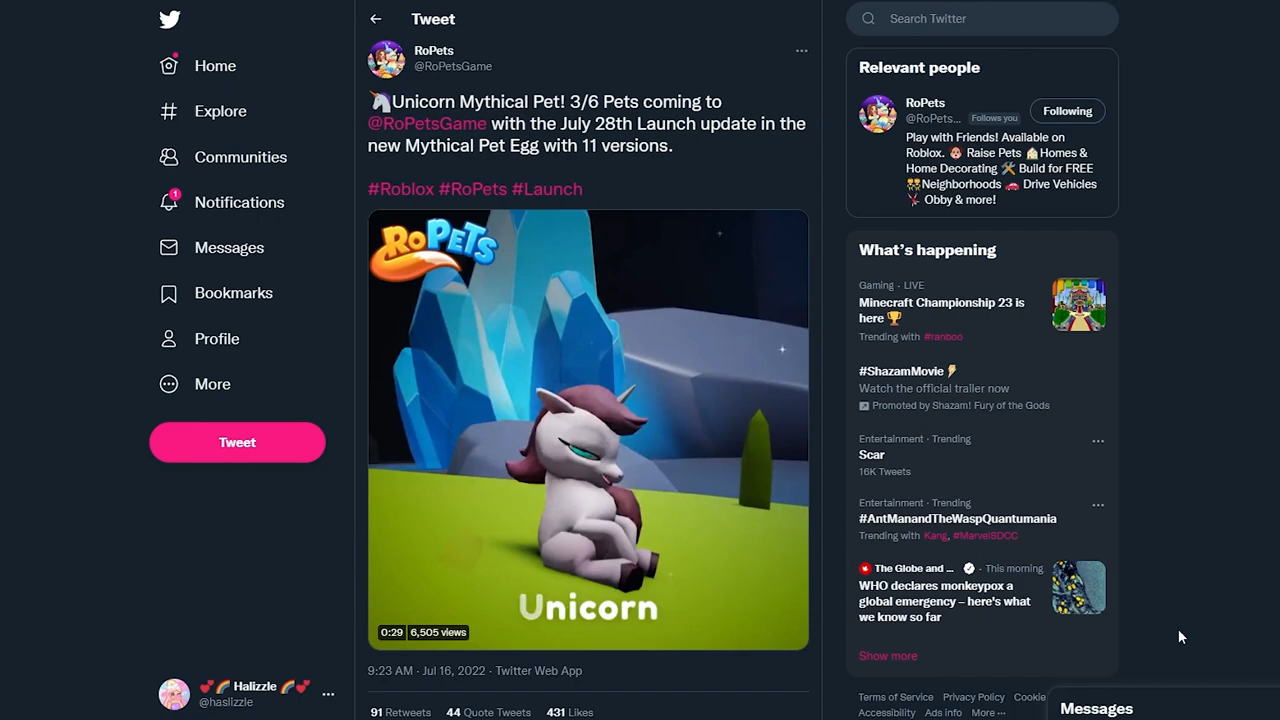 Home
Explore
Communities
1
Notifications
Messages
Bookmarks
Profile
More
Tweet
💕🌈 Halizzle 🌈💕
@hasllzzle
Tweet
RoPets
@RoPetsGame
🦄Unicorn Mythical Pet! 3/6 Pets coming to
@RoPetsGame with the July 28th Launch update in the
new Mythical Pet Egg with 11 versions.
#Roblox #RoPets #Launch
RoPETS
Unicorn
0:29 6,505 views
9:23 AM · Jul 16, 2022 · Twitter Web App
91 Retweets 44 Quote Tweets 431 Likes
Search Twitter
Relevant people
RoPets
@RoPets... Follows you
Following
Play with Friends! Available on
Roblox. Raise Pets Homes &
Home Decorating Build for FREE
Neighborhoods Drive Vehicles
Obby & more!
What's happening
Gaming · LIVE
Minecraft Championship 23 is
here 🏆
Trending with #ranboo
#ShazamMovie
Watch the official trailer now
Promoted by Shazam! Fury of the Gods
Entertainment · Trending
Scar
16K Tweets
Entertainment · Trending
#AntManandTheWaspQuantumania
Trending with Kang, #MarvelSDCC
The Globe and ... · This morning
WHO declares monkeypox a
global emergency – here's what
we know so far
Show more
Terms of Service Privacy Policy Cookie
Accessibility Ads info More ···
Messages